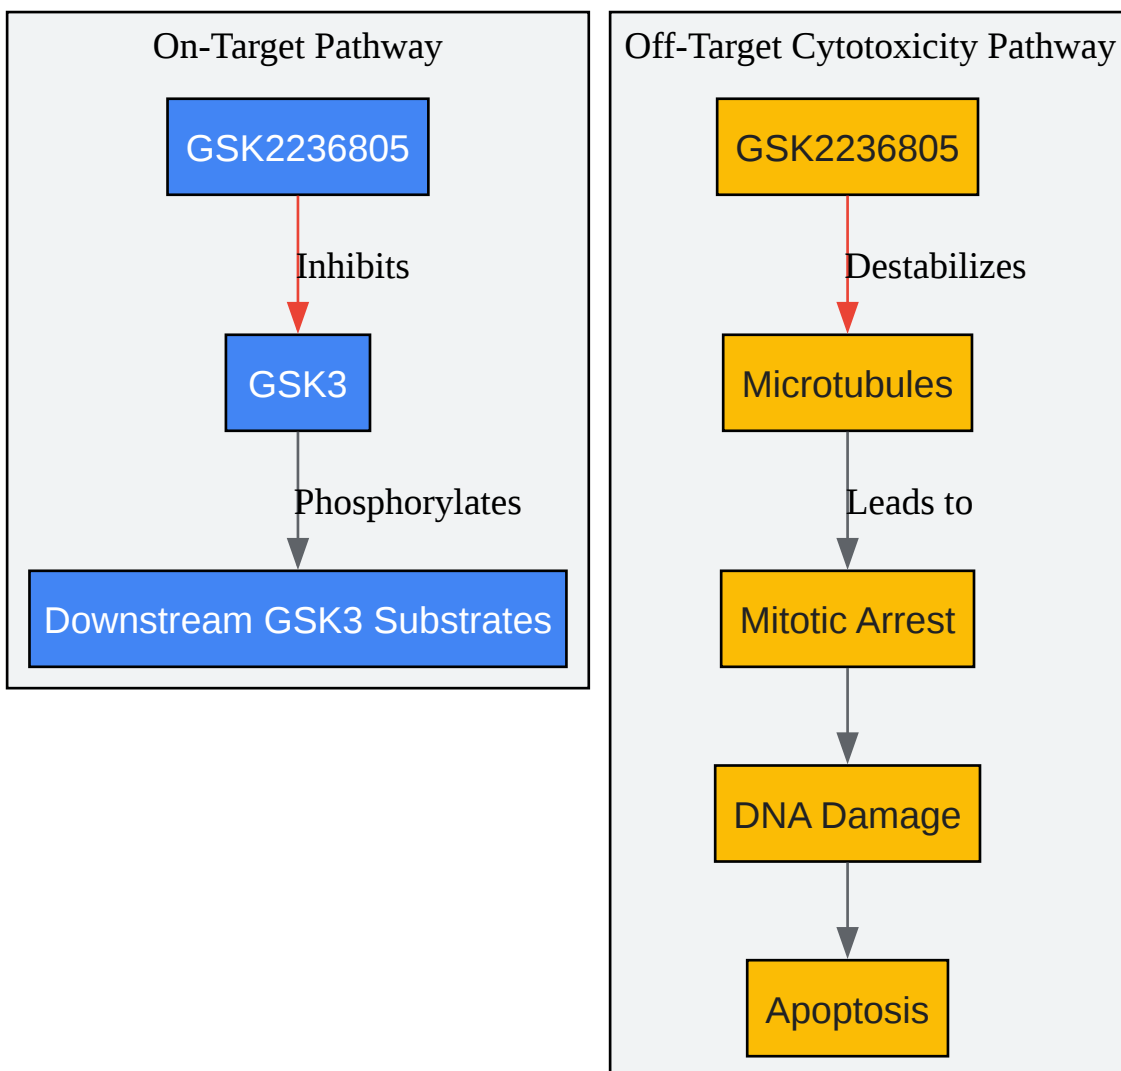 On-Target Pathway
GSK2236805
Inhibits
GSK3
Phosphorylates
Downstream GSK3 Substrates
Off-Target Cytotoxicity Pathway
GSK2236805
Destabilizes
Microtubules
Leads to
Mitotic Arrest
DNA Damage
Apoptosis